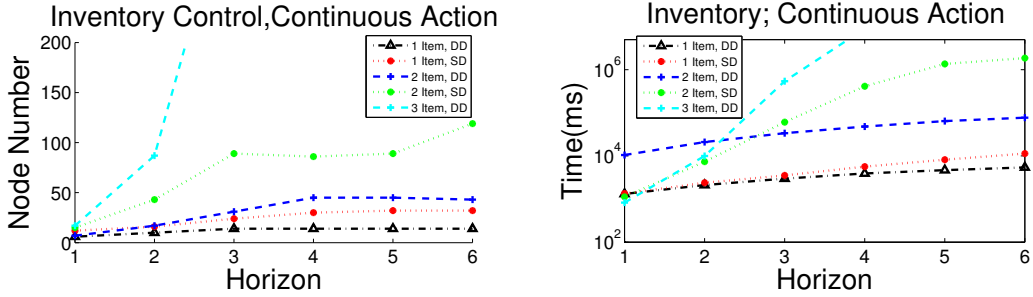 Inventory Control,Continuous Action
Node Number
200
150
100
50
0
1 Item, DD
1 Item, SD
2 Item, DD
2 Item, SD
3 Item, DD
1 2 3 4 5 6
Horizon
Inventory; Continuous Action
Time(ms)
10^6
10^4
10^2
1 Item, DD
1 Item, SD
2 Item, DD
2 Item, SD
3 Item, DD
1 2 3 4 5 6
Horizon